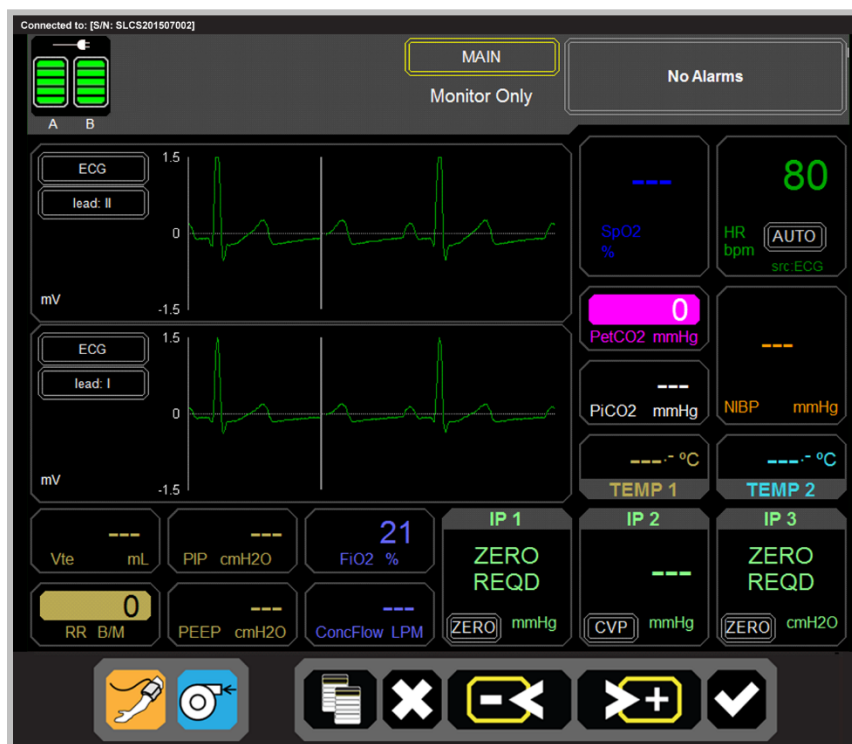 Connected to: [S/N: SLCS201507002]
MAIN
No Alarms
Monitor Only
A B
ECG
lead: II
mV
1.5
0
-1.5
---
SpO2
%
80
HR
bpm
AUTO
src:ECG
ECG
lead: I
mV
1.5
0
-1.5
0
PetCO2 mmHg
---
PiCO2 mmHg
---
NIBP mmHg
---.- ºC
TEMP 1
---.- ºC
TEMP 2
---
Vte mL
---
PIP cmH2O
21
FiO2 %
0
RR B/M
---
PEEP cmH2O
---
ConcFlow LPM
IP 1
ZERO
REQD
ZERO mmHg
IP 2
---
CVP mmHg
IP 3
ZERO
REQD
ZERO cmH2O